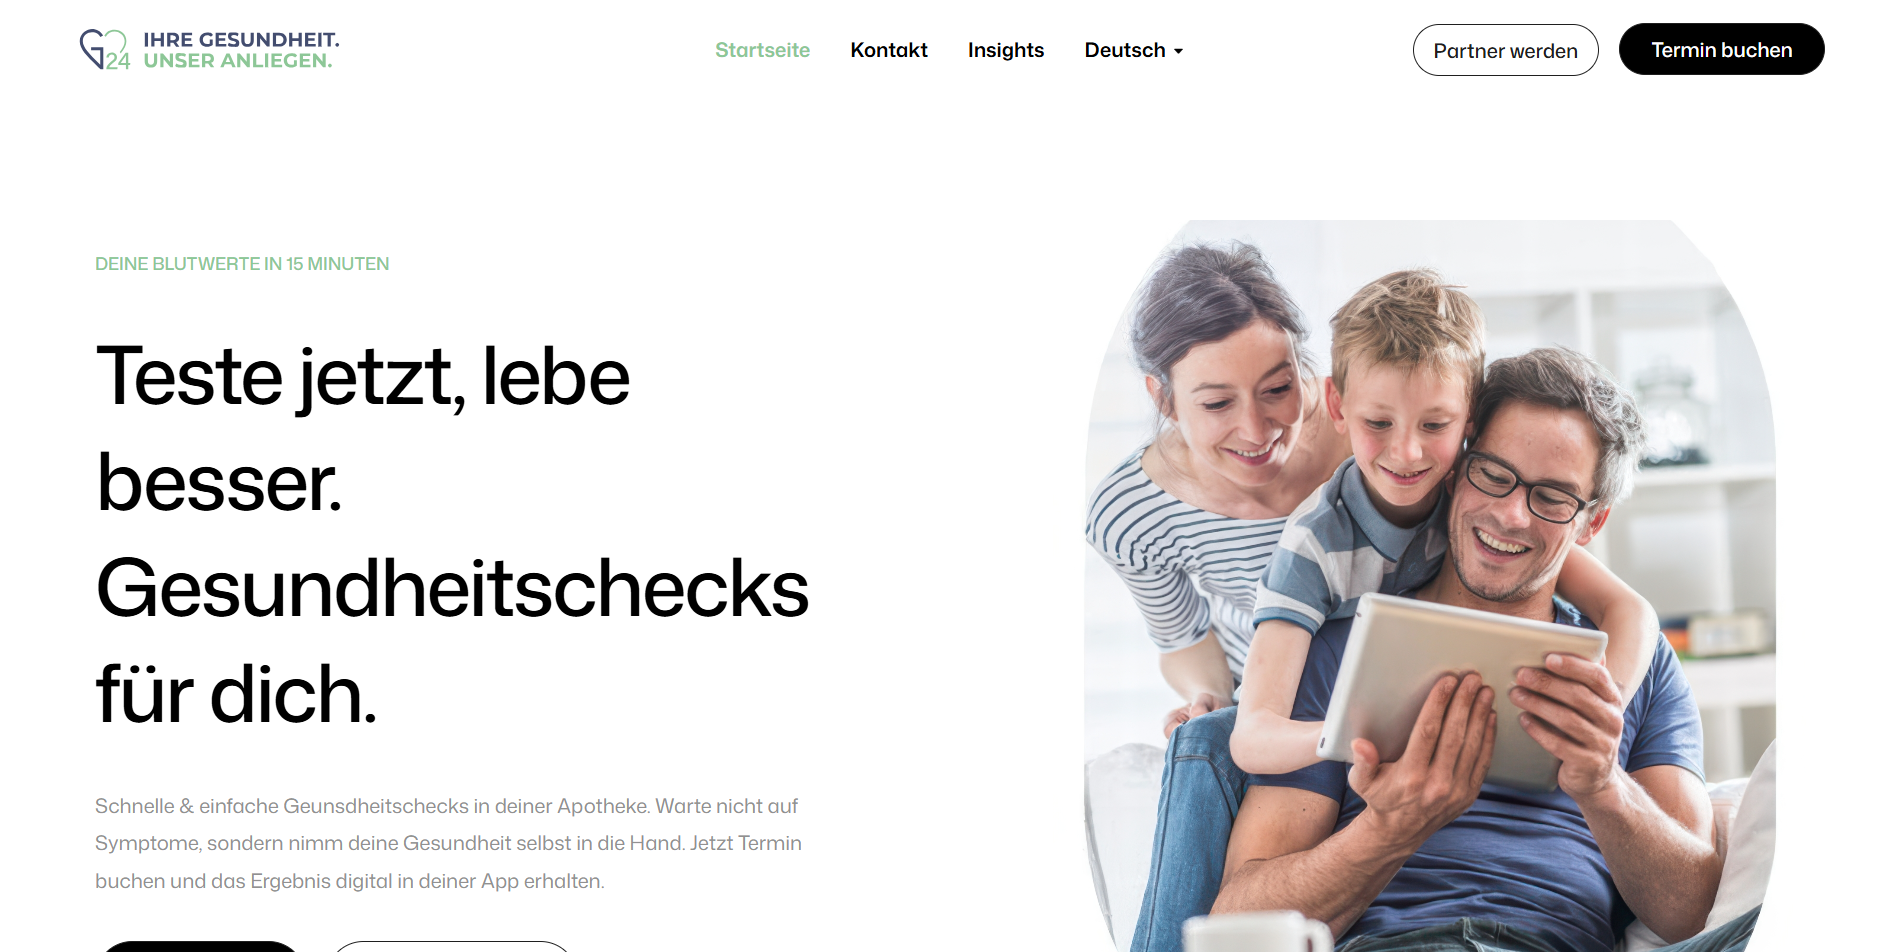 24
IHRE GESUNDHEIT.
UNSER ANLIEGEN.
Startseite Kontakt Insights Deutsch
Partner werden
Termin buchen
DEINE BLUTWERTE IN 15 MINUTEN
Teste jetzt, lebe
besser.
Gesundheitschecks
für dich.
Schnelle & einfache Geunsdheitschecks in deiner Apotheke. Warte nicht auf
Symptome, sondern nimm deine Gesundheit selbst in die Hand. Jetzt Termin
buchen und das Ergebnis digital in deiner App erhalten.